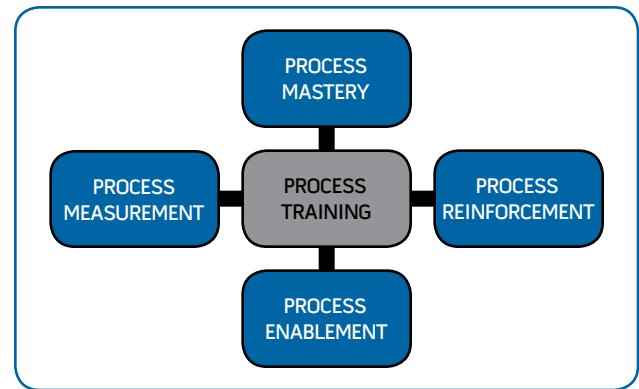 PROCESS
MASTERY
PROCESS
MEASUREMENT
PROCESS
TRAINING
PROCESS
REINFORCEMENT
PROCESS
ENABLEMENT